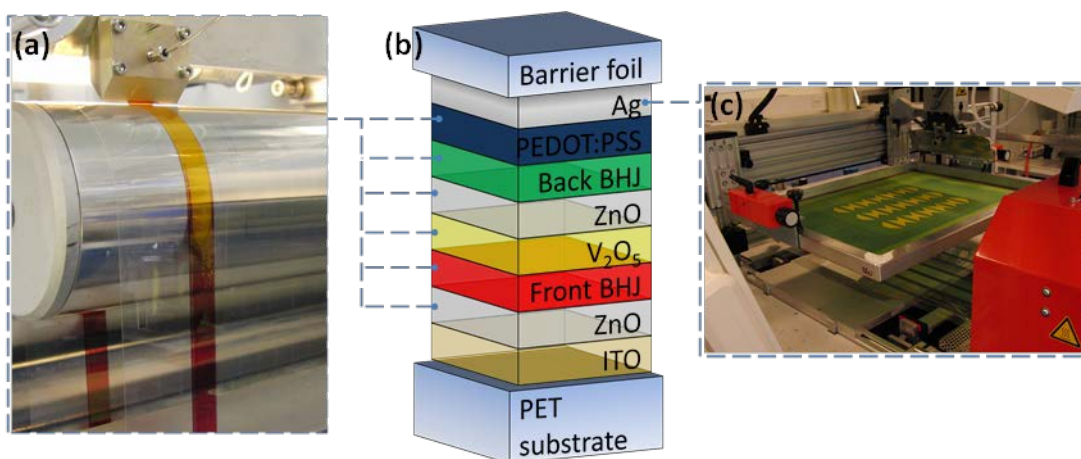 (a)
(b)
(c)
Barrier foil
Ag
PEDOT:PSS
Back BHJ
ZnO
V₂O₅
Front BHJ
ZnO
ITO
PET
substrate